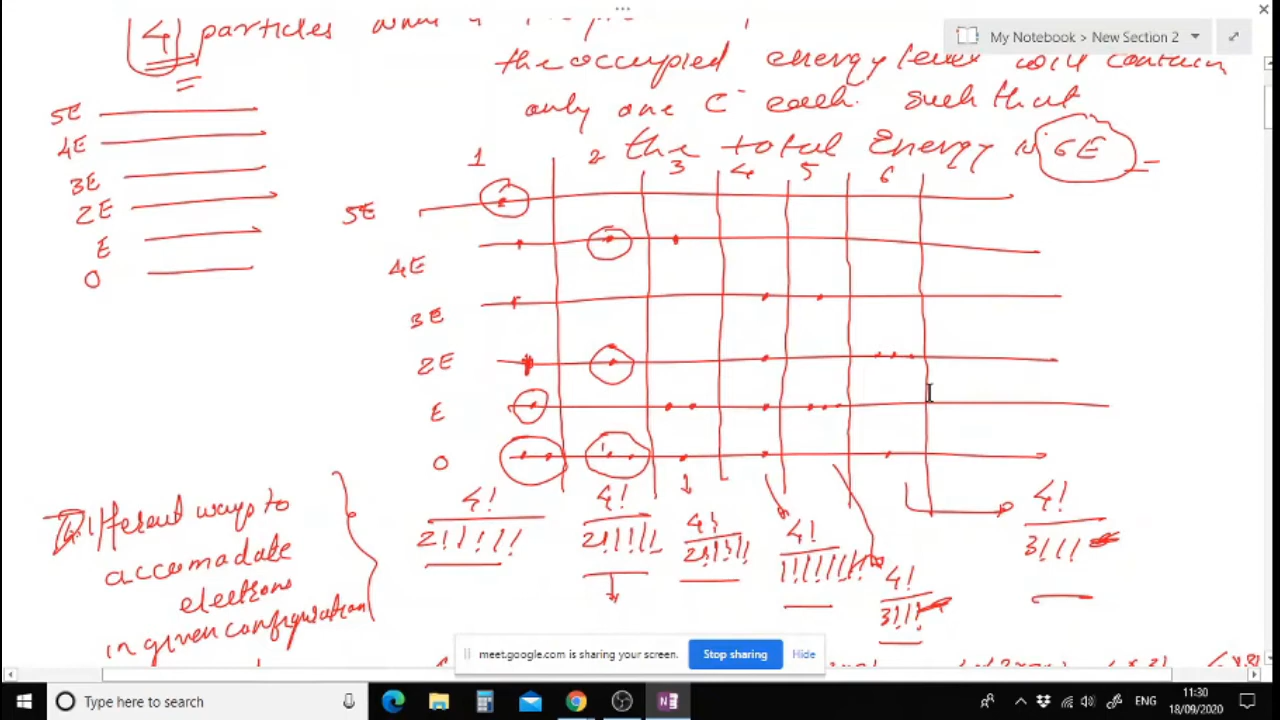 My Notebook > New Section 2
4 particles
the occupied energy level will contain
only one e⁻ each. such that
the total Energy is 6E
5E
4E
3E
2E
E
0
1 2 3 4 5 6
5E
4E
3E
2E
E
0
Different ways to
accomadate
electrons
in given configuration
4!
2!1!1!
4!
2!1!1!
4!
2!1!1!
4!
1!1!1!1!
4!
3!1!
4!
3!1!
meet.google.com is sharing your screen.
Stop sharing
Hide
Type here to search
ENG
11:30
18/09/2020